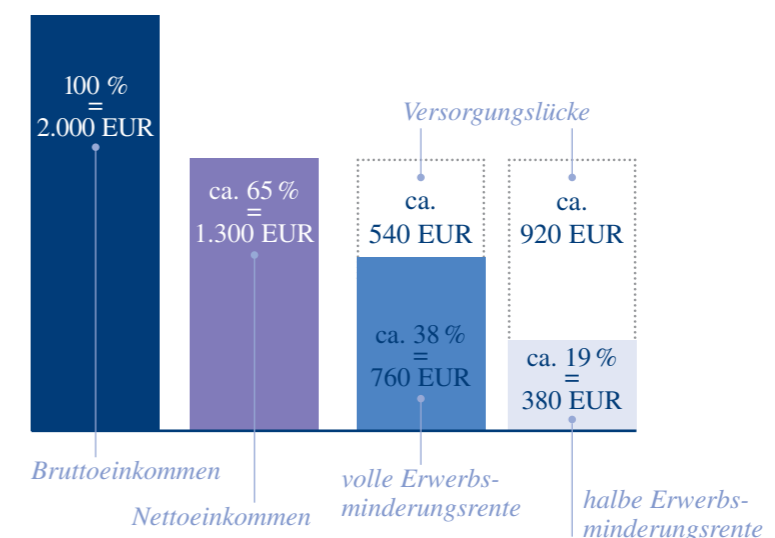 100 %
=
2.000 EUR
ca. 65 %
=
1.300 EUR
Versorgungslücke
ca.
540 EUR
ca.
920 EUR
ca. 38 %
=
760 EUR
ca. 19 %
=
380 EUR
Bruttoeinkommen
Nettoeinkommen
volle Erwerbs-
minderungsrente
halbe Erwerbs-
minderungsrente